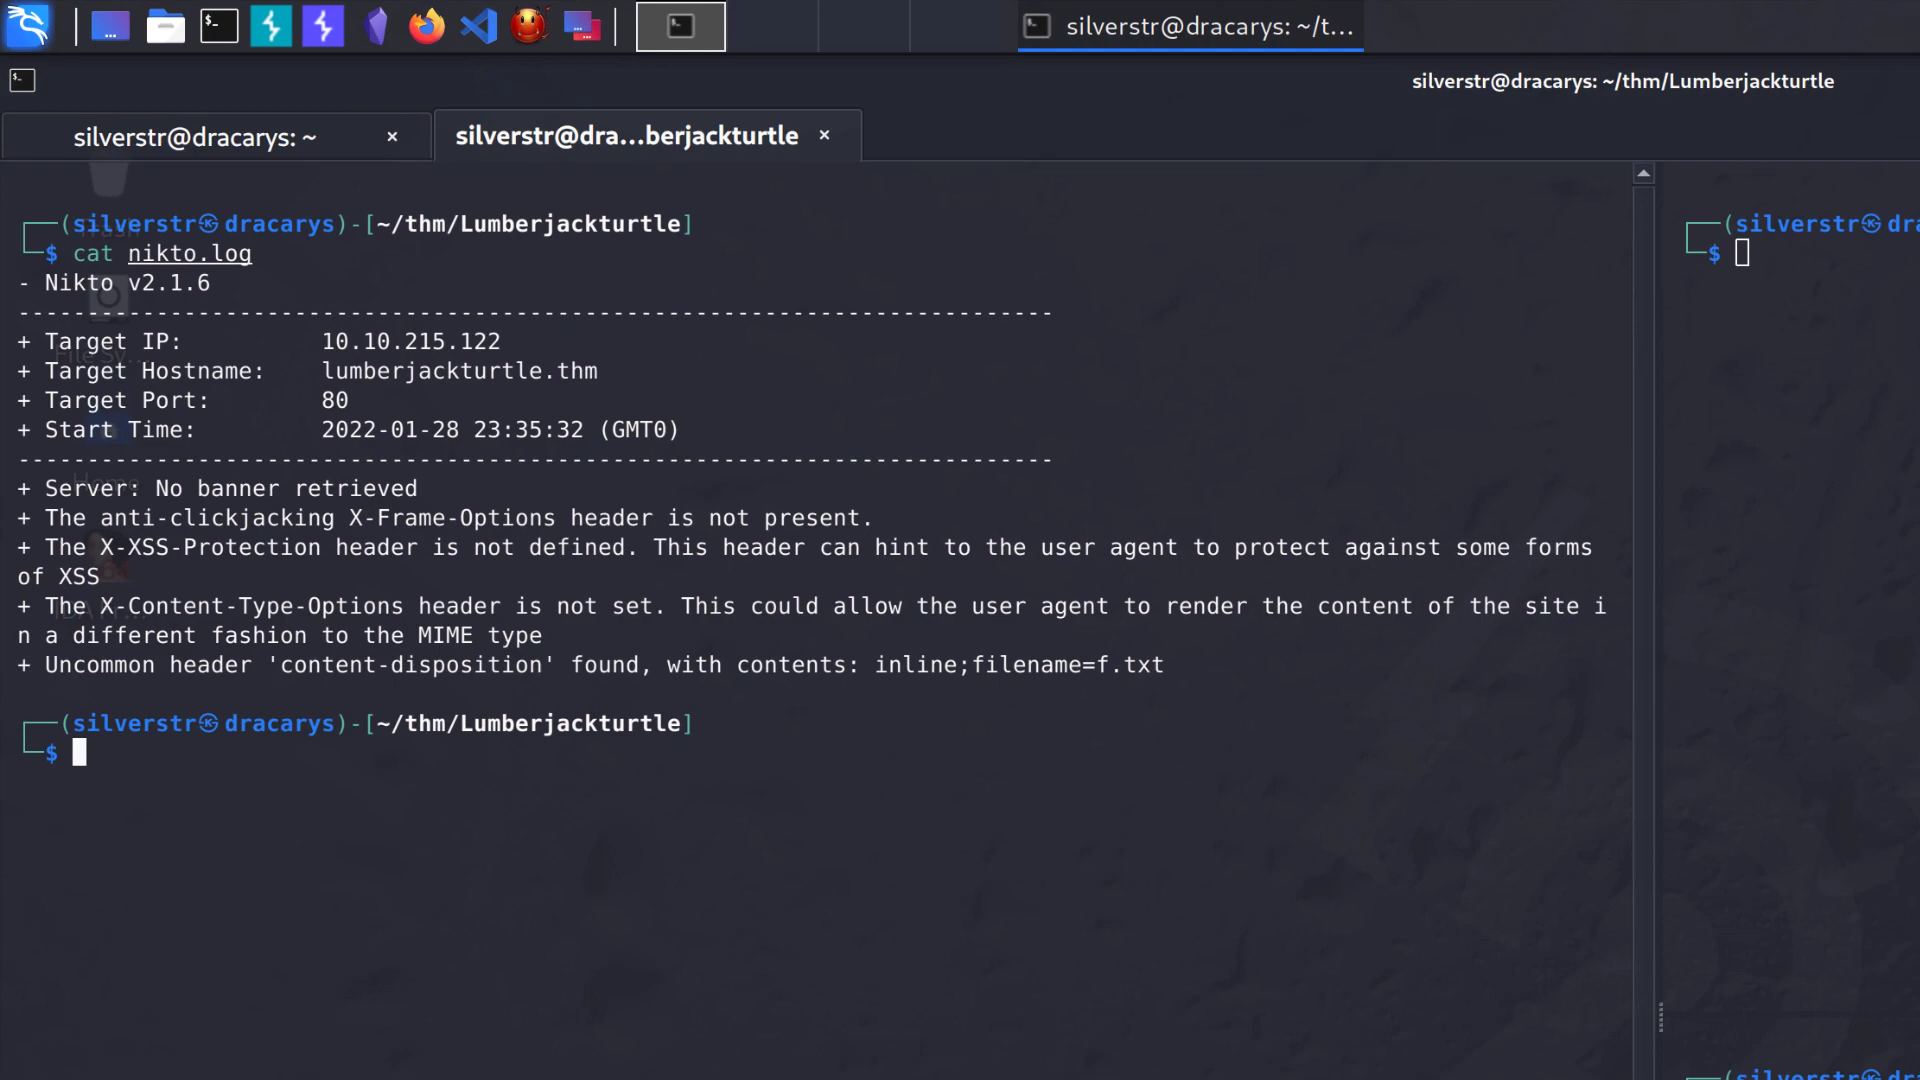 silverstr@dracarys: ~/t...
silverstr@dracarys: ~/thm/Lumberjackturtle
silverstr@dracarys: ~ ×
silverstr@dra...berjackturtle ×
(silverstr㉿dracarys)-[~/thm/Lumberjackturtle]
$ cat nikto.log
- Nikto v2.1.6
---------------------------------------------------------------------------
+ Target IP:          10.10.215.122
+ Target Hostname:    lumberjackturtle.thm
+ Target Port:        80
+ Start Time:         2022-01-28 23:35:32 (GMT0)
---------------------------------------------------------------------------
+ Server: No banner retrieved
+ The anti-clickjacking X-Frame-Options header is not present.
+ The X-XSS-Protection header is not defined. This header can hint to the user agent to protect against some forms
of XSS
+ The X-Content-Type-Options header is not set. This could allow the user agent to render the content of the site i
n a different fashion to the MIME type
+ Uncommon header 'content-disposition' found, with contents: inline;filename=f.txt
(silverstr㉿dracarys)-[~/thm/Lumberjackturtle]
$
(silverstr㉿dra
$
(silverstr㉿dr
Trash
File Sy...
Home